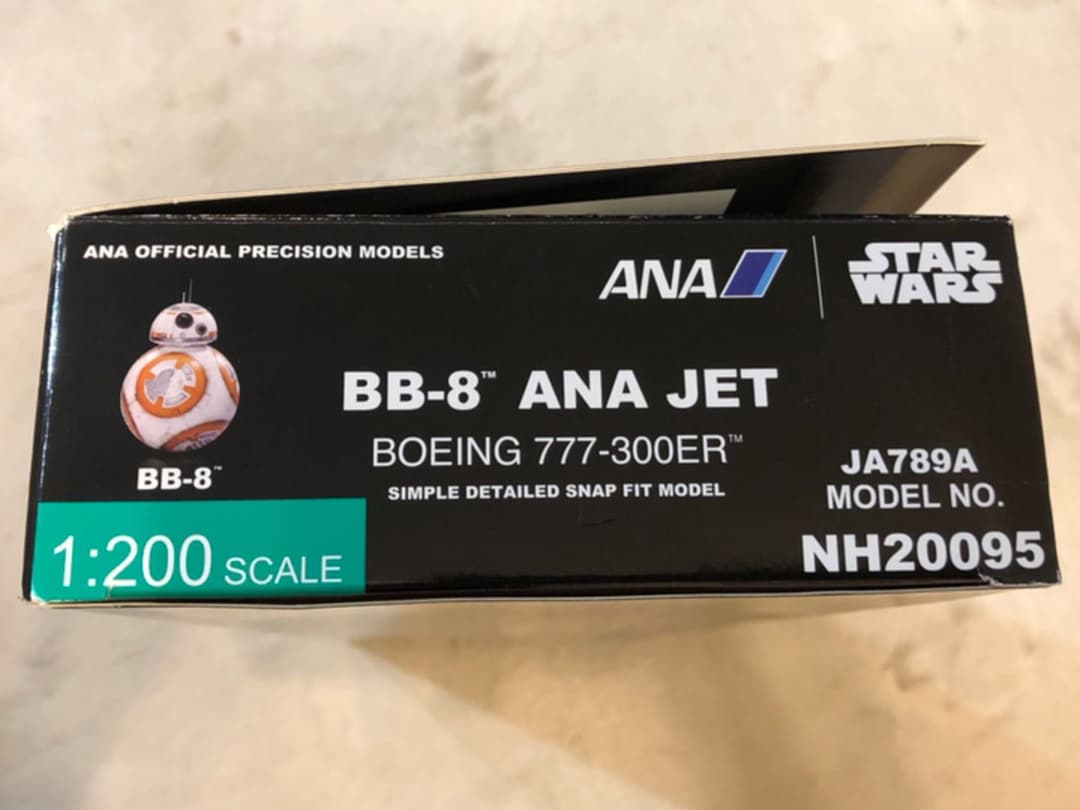 ANA OFFICIAL PRECISION MODELS
ANA
STAR
WARS
BB-8™ ANA JET
BOEING 777-300ER™
SIMPLE DETAILED SNAP FIT MODEL
BB-8™
1:200 SCALE
JA789A
MODEL NO.
NH20095